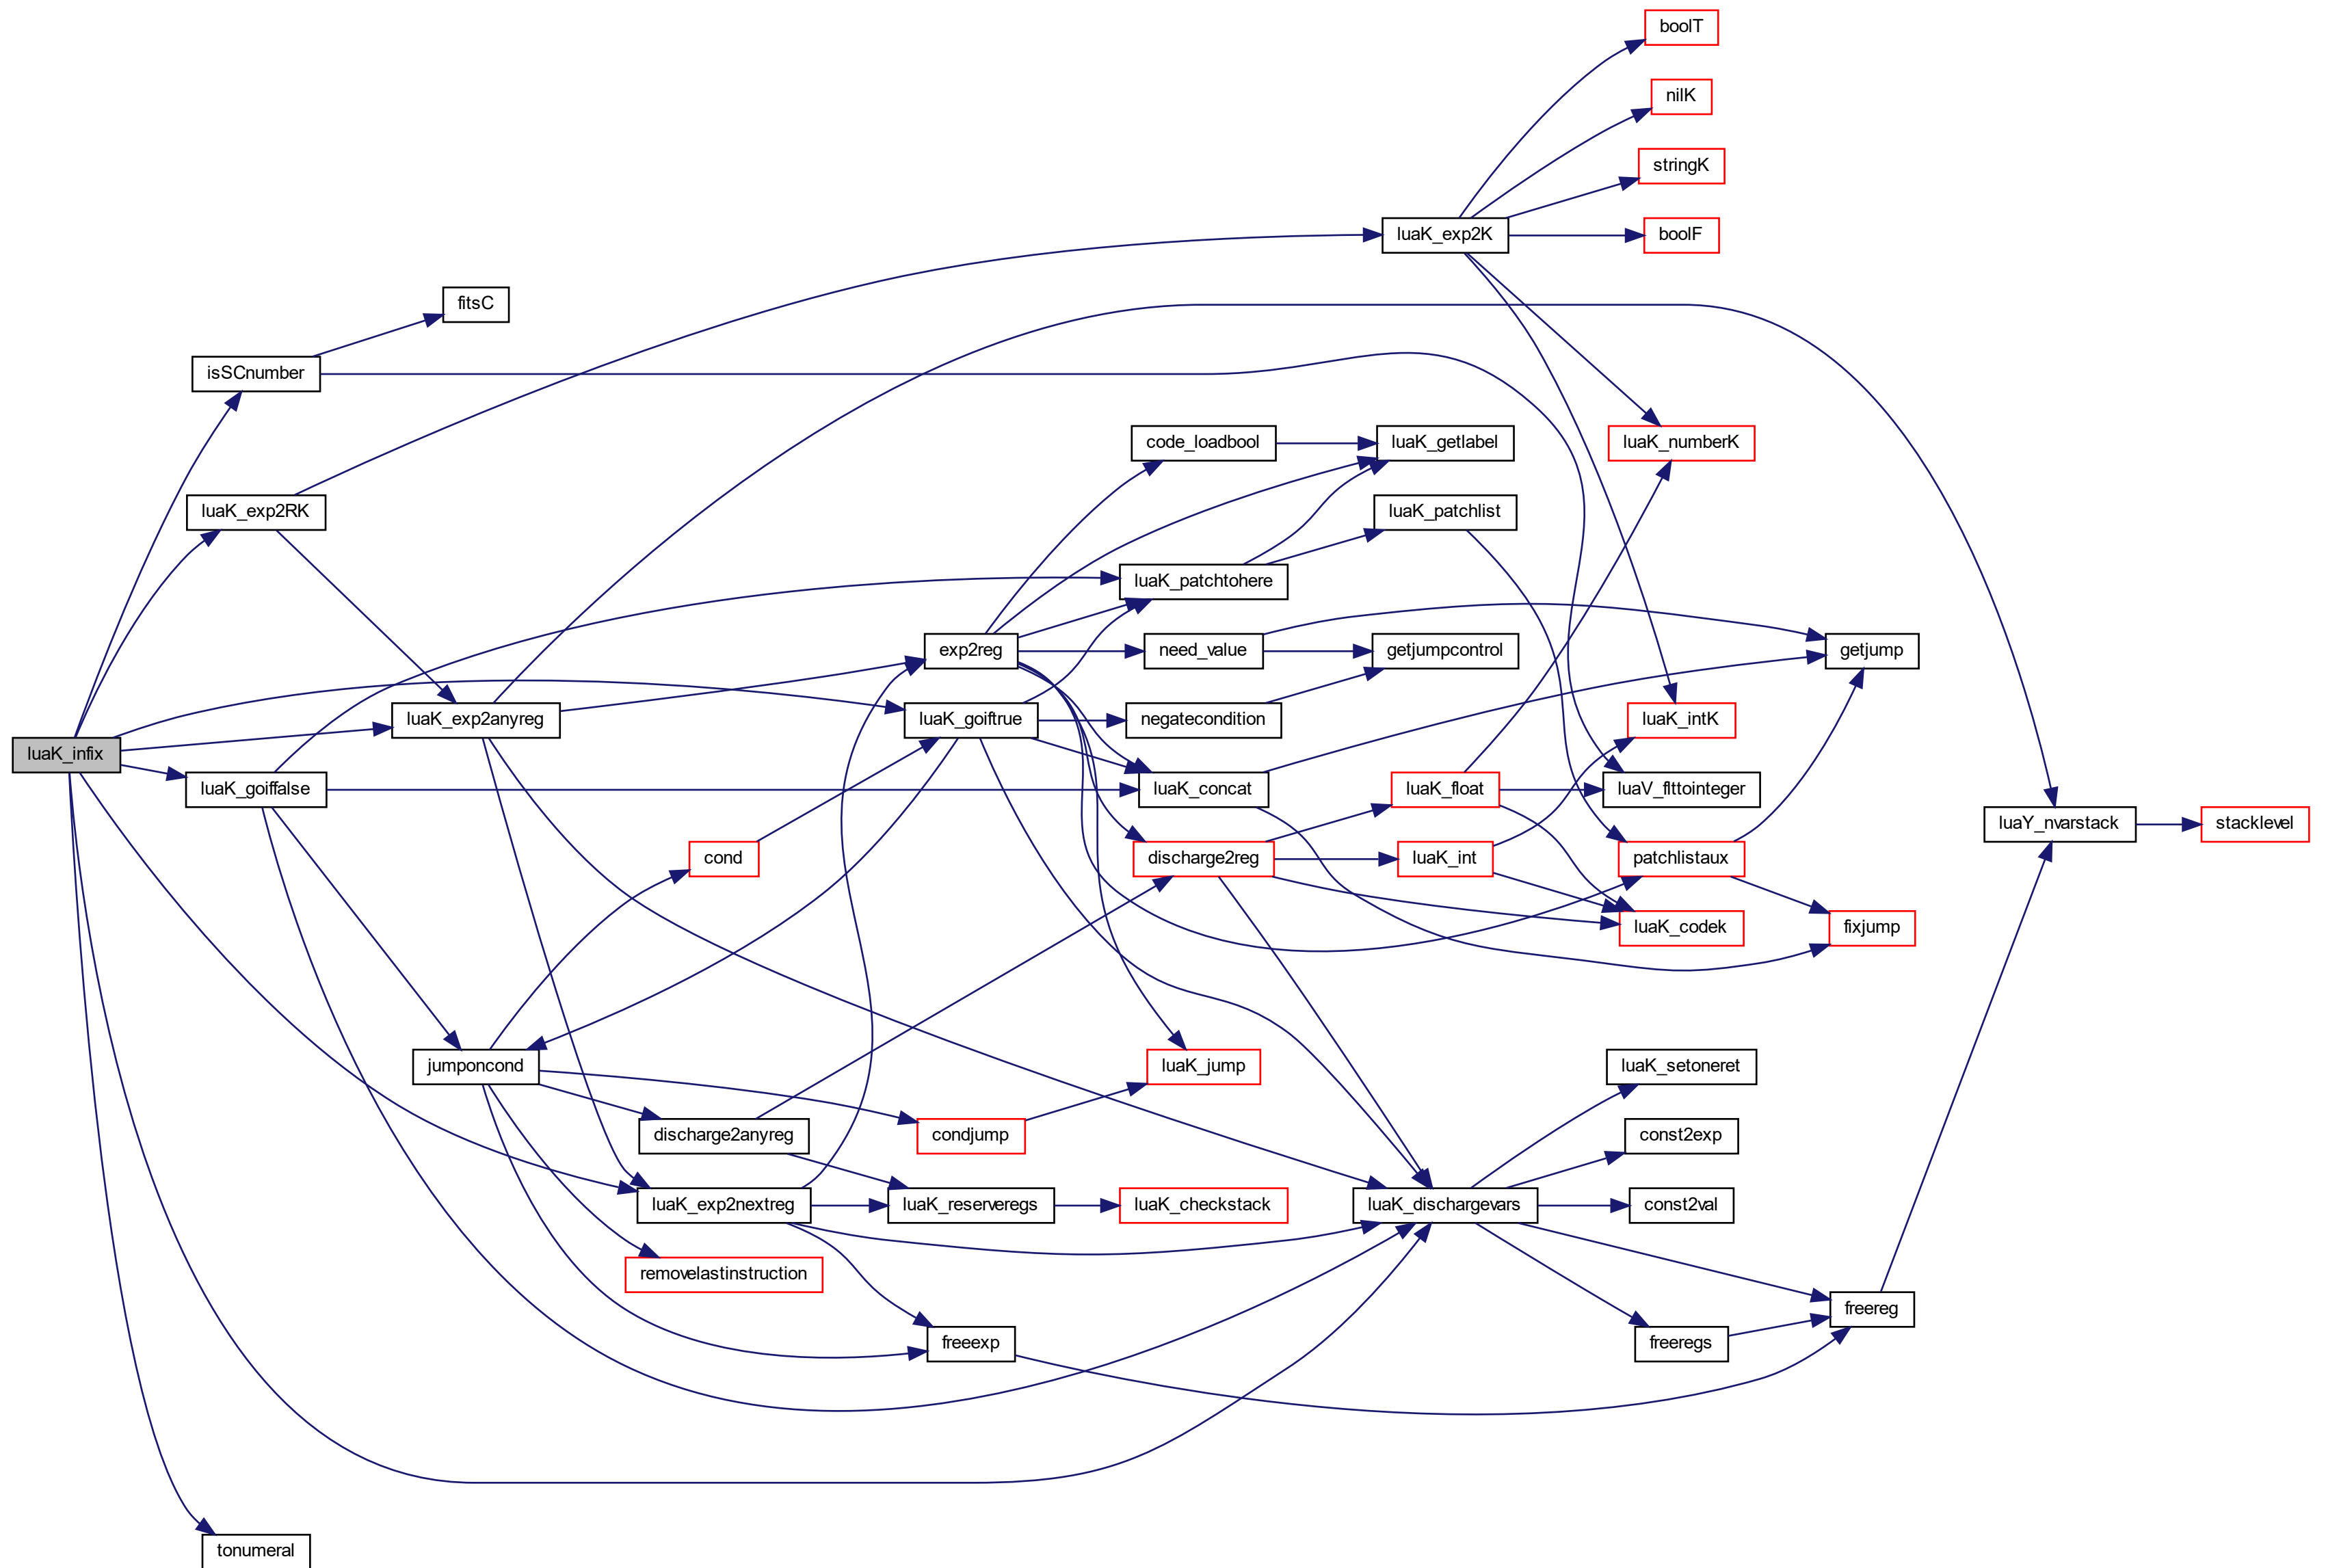 boolT
nilK
stringK
luaK_exp2K
boolF
fitsC
isSCnumber
code_loadbool
luaK_getlabel
luaK_numberK
luaK_exp2RK
luaK_patchlist
luaK_patchtohere
exp2reg
need_value
getjumpcontrol
getjump
luaK_exp2anyreg
luaK_goiftrue
negatecondition
luaK_intK
luaK_infix
luaK_goiffalse
luaK_concat
luaK_float
luaV_flttointeger
luaY_nvarstack
stacklevel
cond
discharge2reg
luaK_int
patchlistaux
luaK_codek
fixjump
jumponcond
luaK_jump
luaK_setoneret
discharge2anyreg
condjump
const2exp
luaK_exp2nextreg
luaK_reserveregs
luaK_checkstack
luaK_dischargevars
const2val
removelastinstruction
freereg
freeexp
freeregs
tonumeral